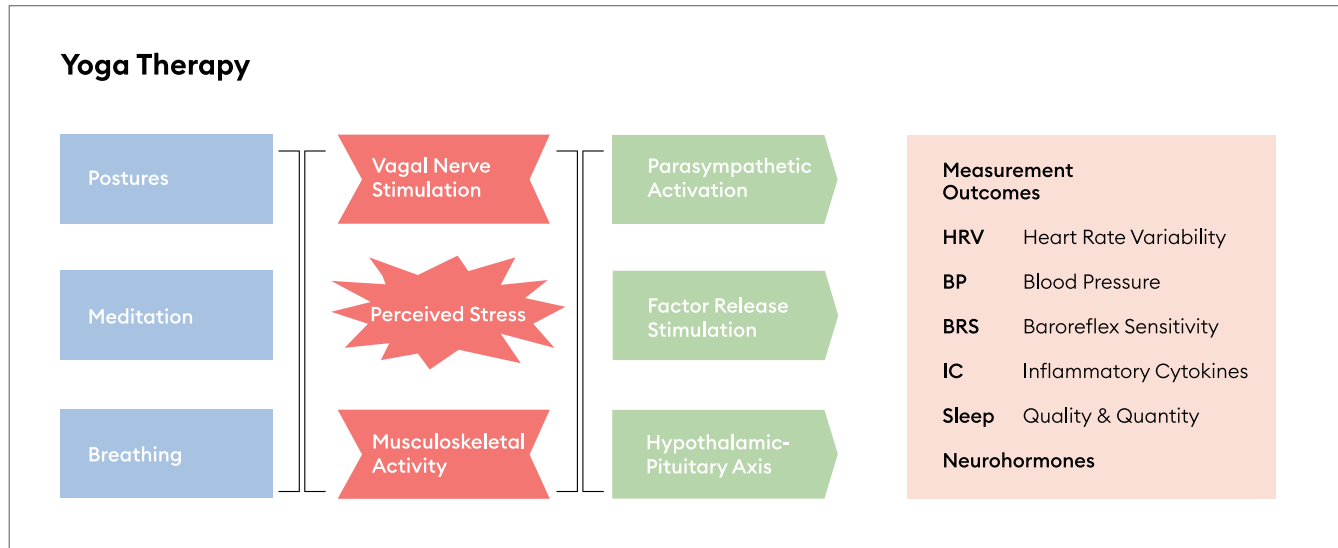 Yoga Therapy
Postures
Meditation
Breathing
Vagal Nerve
Stimulation
Perceived Stress
Musculoskeletal
Activity
Parasympathetic
Activation
Factor Release
Stimulation
Hypothalamic-
Pituitary Axis
Measurement
Outcomes
HRV Heart Rate Variability
BP Blood Pressure
BRS Baroreflex Sensitivity
IC Inflammatory Cytokines
Sleep Quality & Quantity
Neurohormones